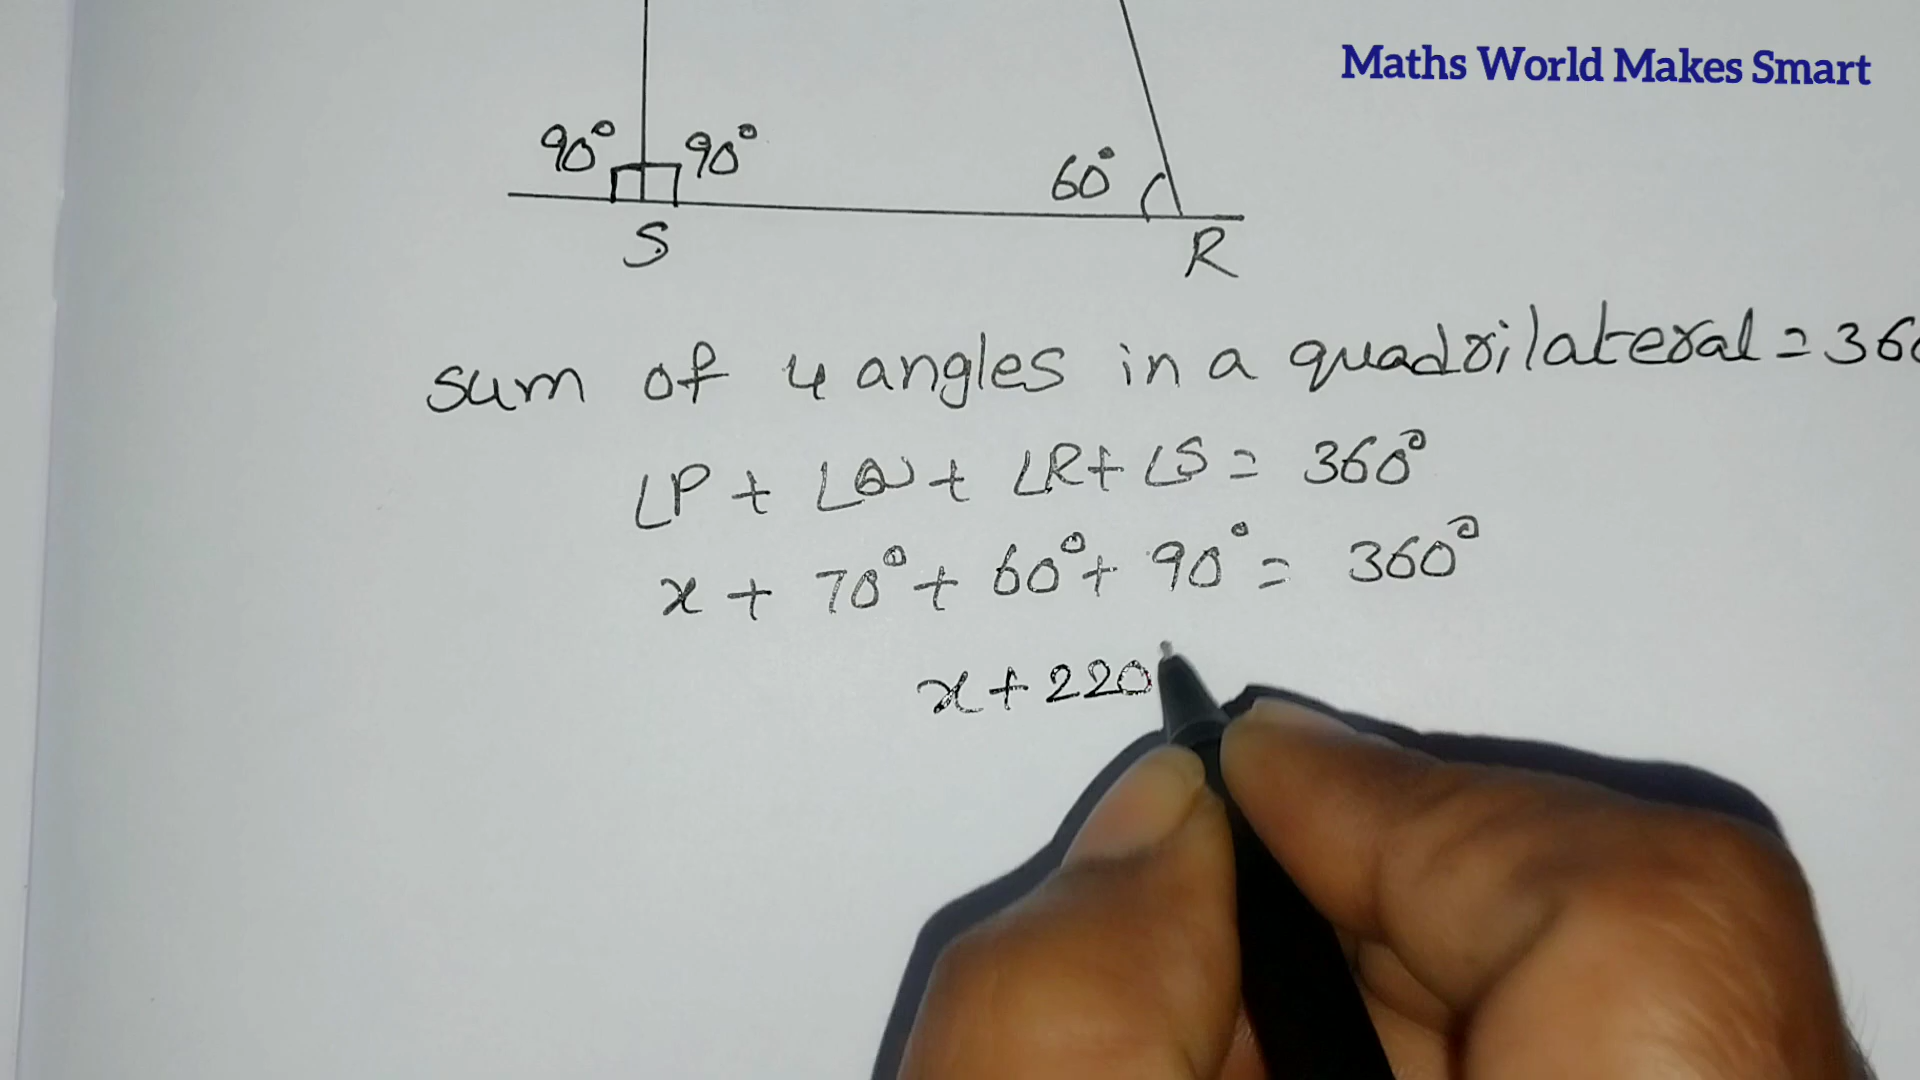 Maths World Makes Smart
90° 90° 60°
S R
sum of 4 angles in a quadrilateral = 360
∠P + ∠Q + ∠R + ∠S = 360°
x + 70° + 60° + 90° = 360°
x + 220